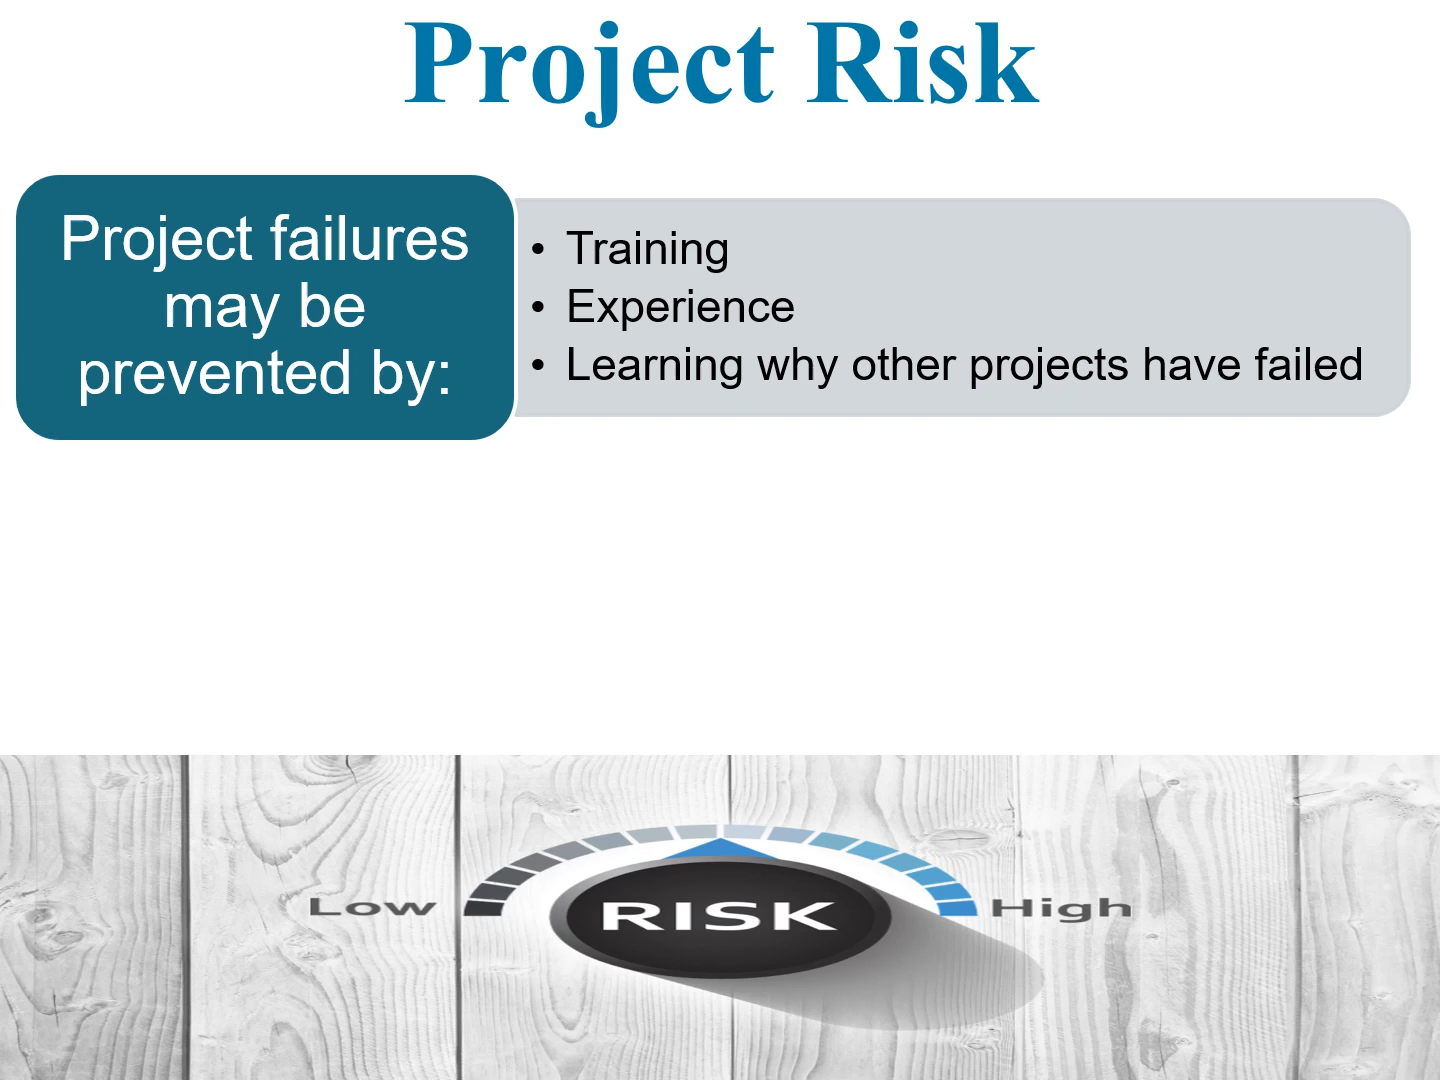 Project Risk
Project failures
may be
prevented by:
• Training
• Experience
• Learning why other projects have failed
Low
RISK
High